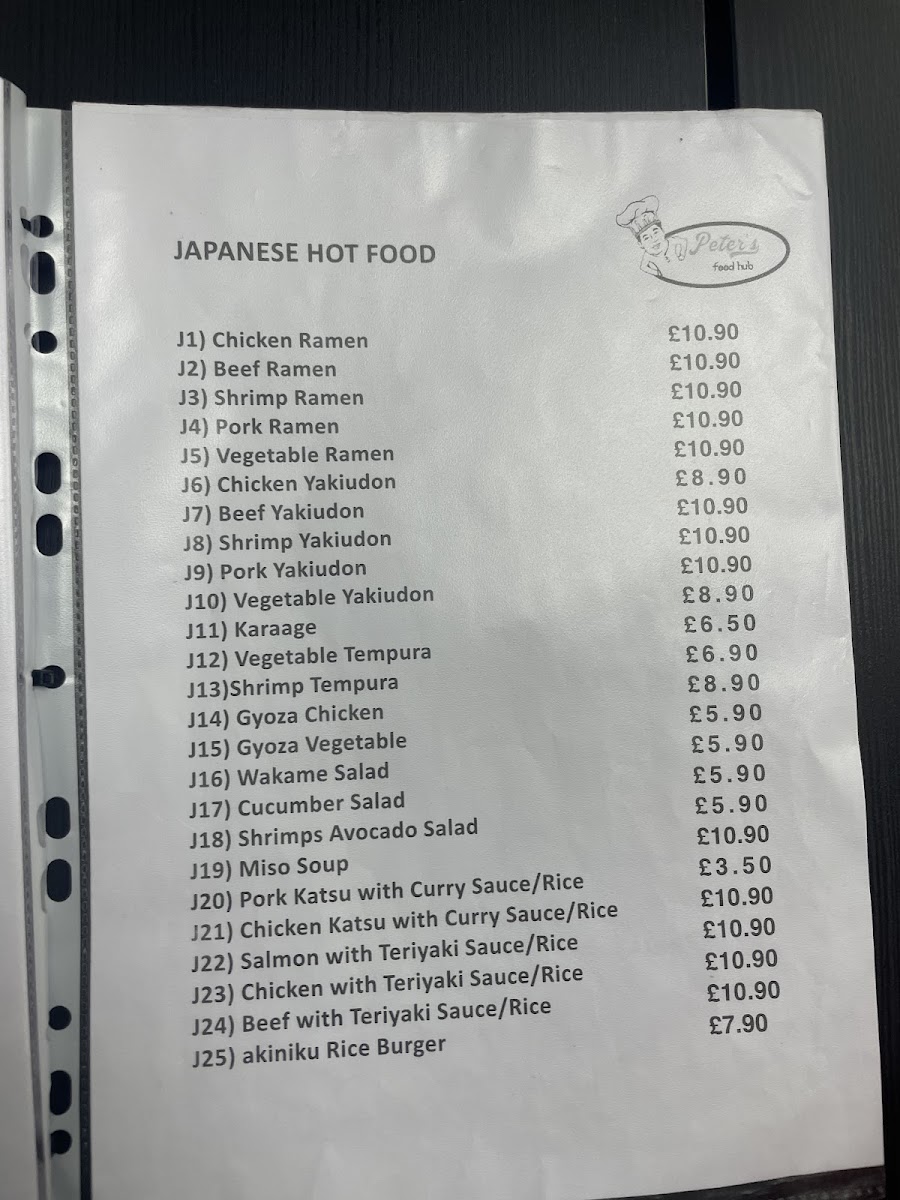 Peter's
food hub
JAPANESE HOT FOOD
J1) Chicken Ramen £10.90
J2) Beef Ramen £10.90
J3) Shrimp Ramen £10.90
J4) Pork Ramen £10.90
J5) Vegetable Ramen £10.90
J6) Chicken Yakiudon £8.90
J7) Beef Yakiudon £10.90
J8) Shrimp Yakiudon £10.90
J9) Pork Yakiudon £10.90
J10) Vegetable Yakiudon £8.90
J11) Karaage £6.50
J12) Vegetable Tempura £6.90
J13)Shrimp Tempura £8.90
J14) Gyoza Chicken £5.90
J15) Gyoza Vegetable £5.90
J16) Wakame Salad £5.90
J17) Cucumber Salad £5.90
J18) Shrimps Avocado Salad £10.90
J19) Miso Soup £3.50
J20) Pork Katsu with Curry Sauce/Rice £10.90
J21) Chicken Katsu with Curry Sauce/Rice £10.90
J22) Salmon with Teriyaki Sauce/Rice £10.90
J23) Chicken with Teriyaki Sauce/Rice £10.90
J24) Beef with Teriyaki Sauce/Rice £7.90
J25) akiniku Rice Burger